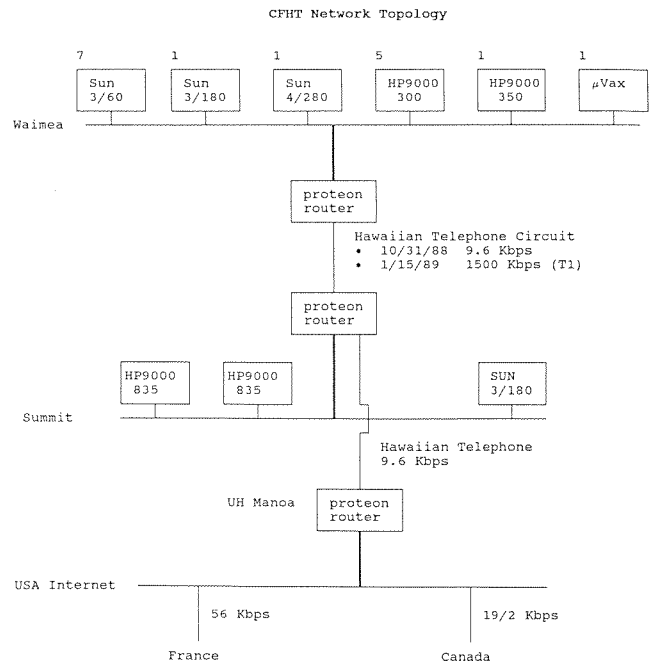 CFHT Network Topology
7 1 1 5 1 1
Sun Sun Sun HP9000 HP9000 µVax
3/60 3/180 4/280 300 350
Waimea
proteon
router
Hawaiian Telephone Circuit
• 10/31/88 9.6 Kbps
• 1/15/89 1500 Kbps (T1)
proteon
router
HP9000 HP9000 SUN
835 835 3/180
Summit
Hawaiian Telephone
9.6 Kbps
UH Manoa
proteon
router
USA Internet
56 Kbps 19/2 Kbps
France Canada